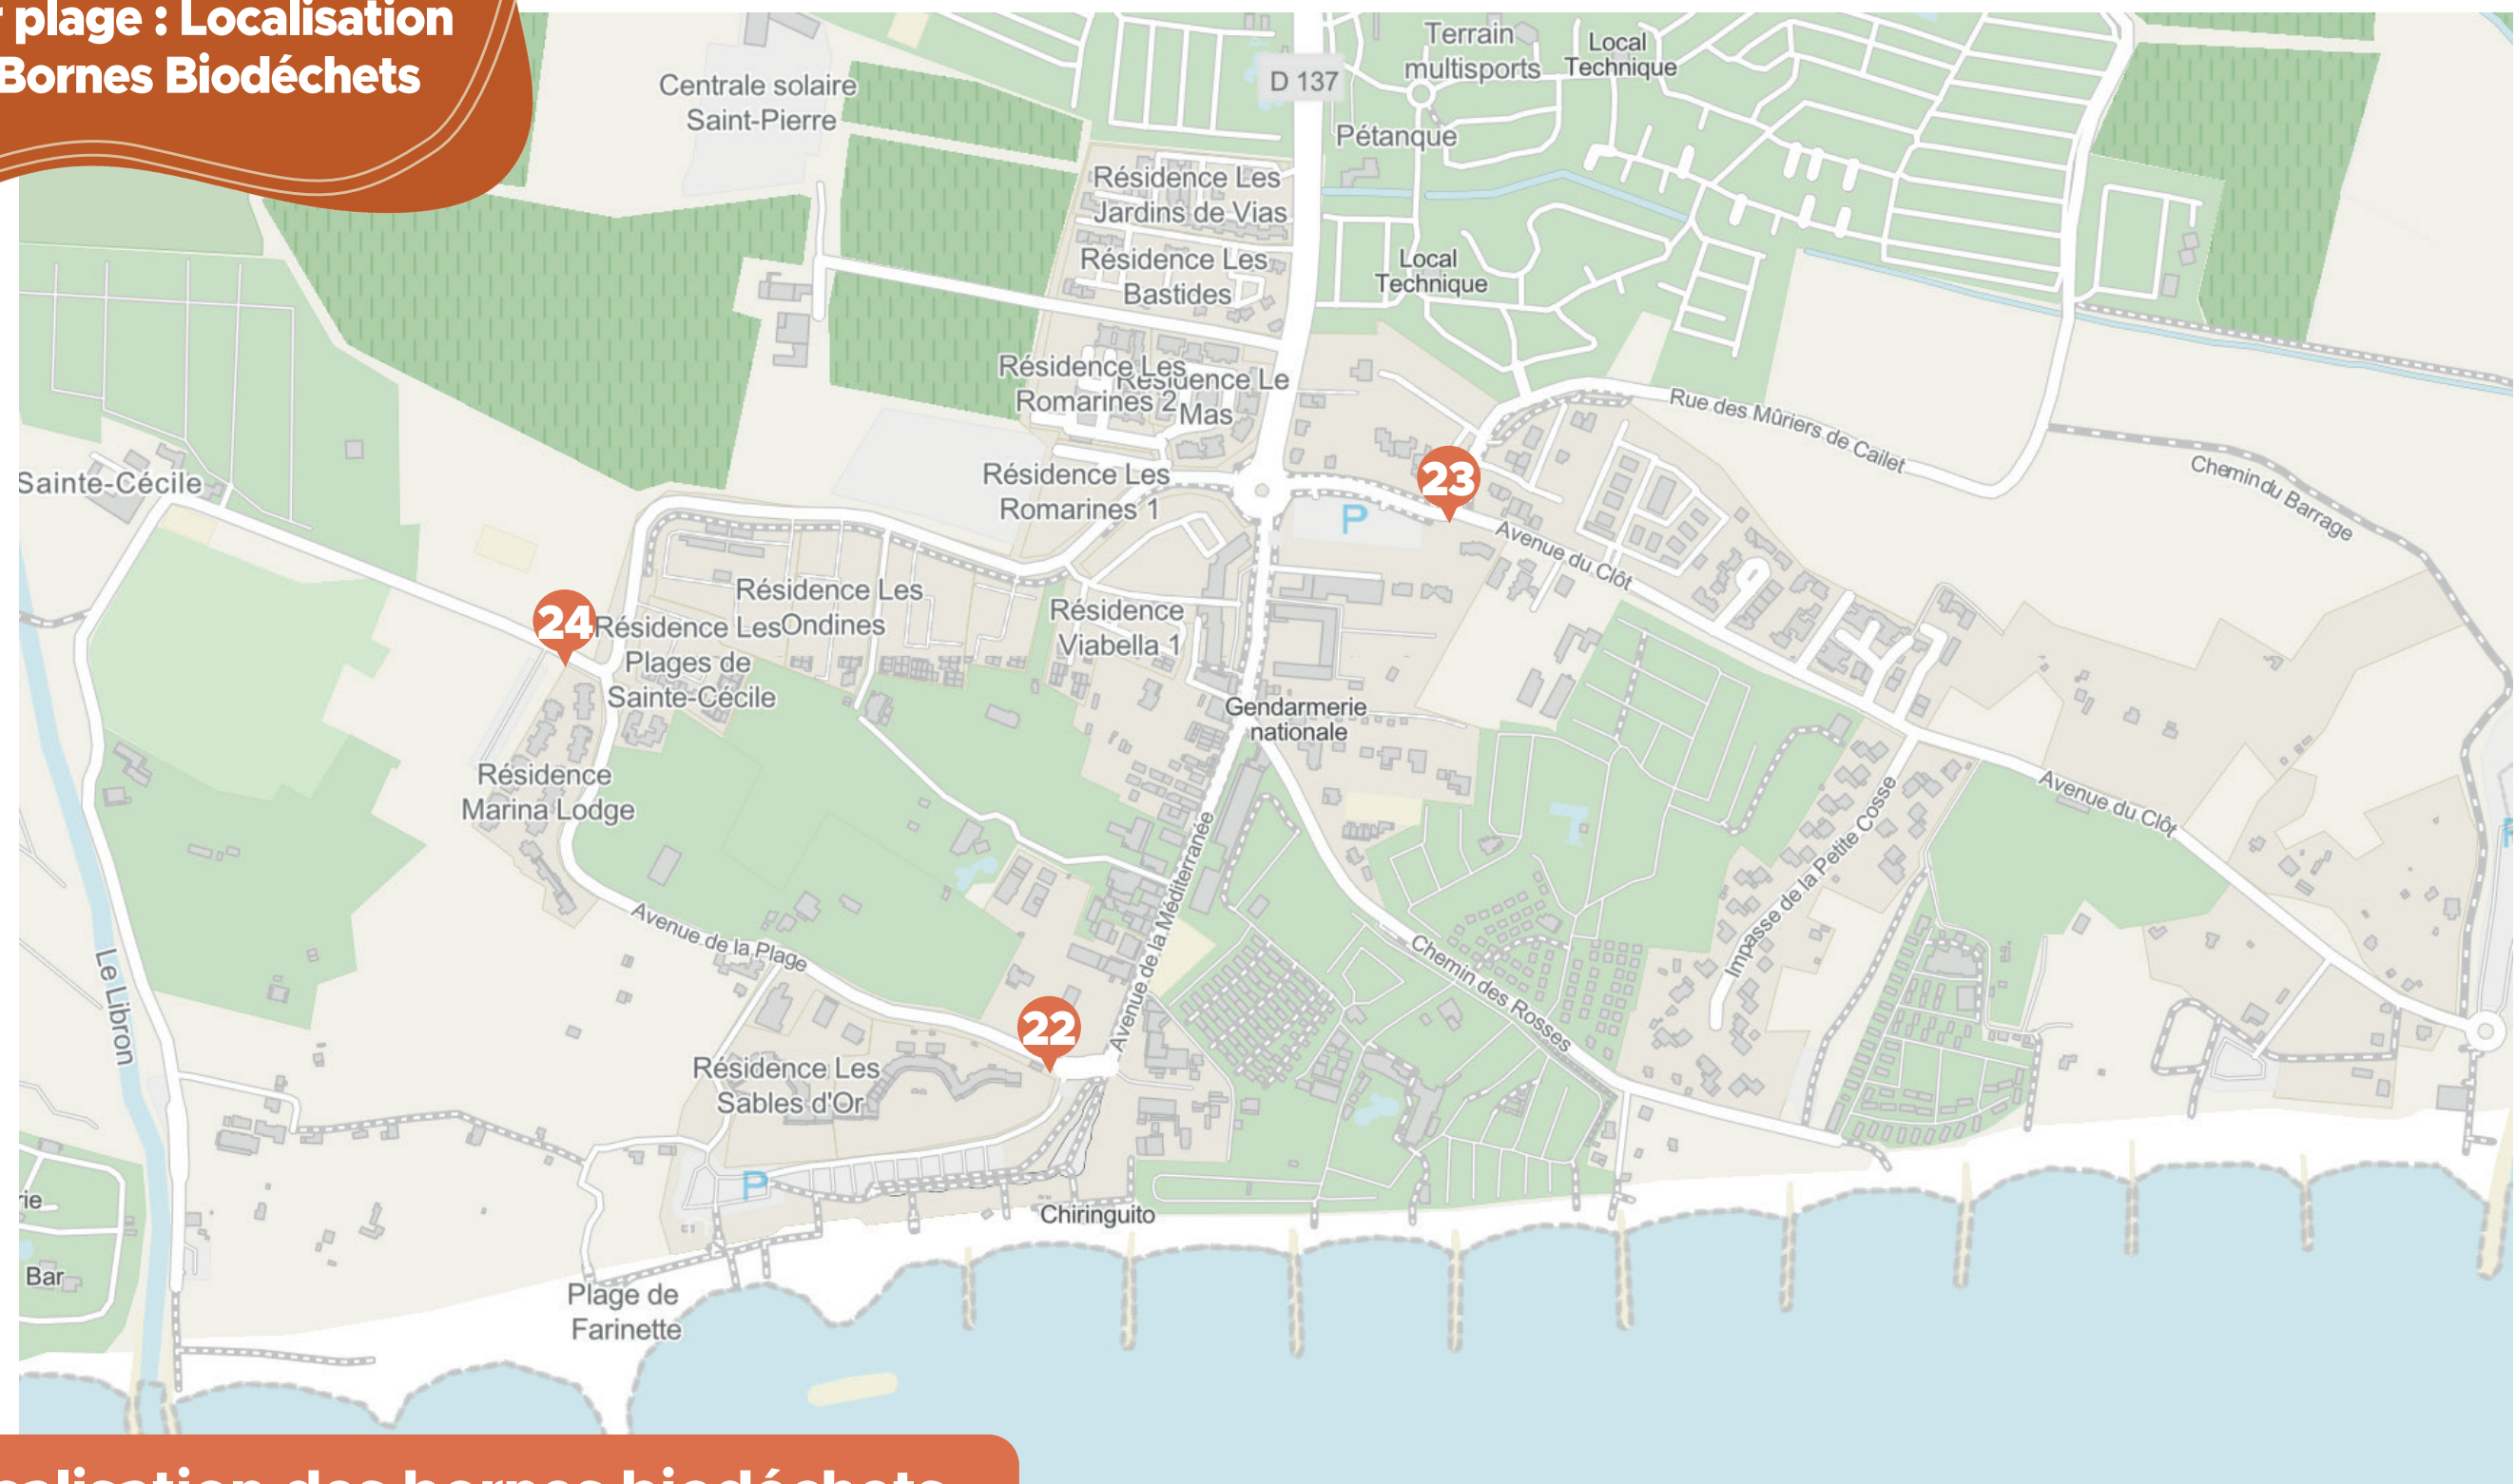 plage : Localisation
Bornes Biodéchets
Centrale solaire
Saint-Pierre
D 137
Terrain
multisports
Local
Technique
Pétanque
Résidence Les
Jardins de Vias
Résidence Les
Bastides
Local
Technique
Résidence Les
Romarines 2
Résidence Le
Mas
Rue des Mûriers de Cailet
Chemin du Barrage
Sainte-Cécile
Résidence Les
Romarines 1
23
P
Avenue du Clôt
24
Résidence Les
Ondines
Résidence Les
Plages de
Sainte-Cécile
Résidence
Viabella 1
Gendarmerie
nationale
Résidence
Marina Lodge
Avenue du Clôt
Impasse de la Petite Cosse
Avenue de la Méditerranée
Avenue de la Plage
Chemin des Rosses
Le Libron
22
Résidence Les
Sables d'Or
P
Chiringuito
ie
Bar
Plage de
Farinette
calisation des bornes biodéchets